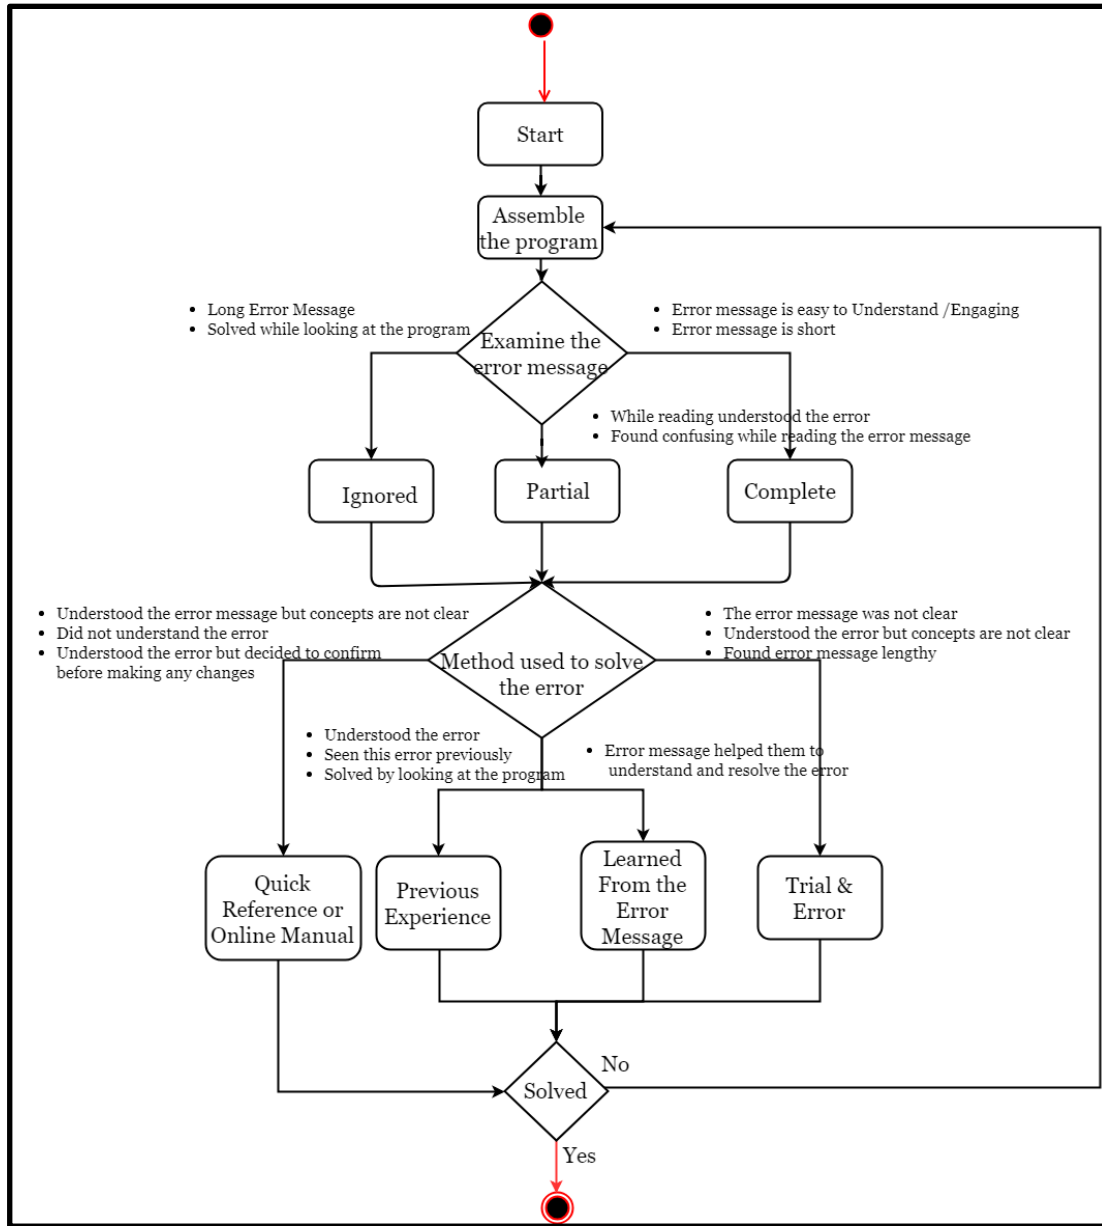 Start
Assemble
the program
• Long Error Message
• Solved while looking at the program
• Error message is easy to Understand /Engaging
• Error message is short
Examine the
error message
• While reading understood the error
• Found confusing while reading the error message
Ignored
Partial
Complete
• Understood the error message but concepts are not clear
• Did not understand the error
• Understood the error but decided to confirm
before making any changes
• The error message was not clear
• Understood the error but concepts are not clear
• Found error message lengthy
Method used to solve
the error
• Understood the error
• Seen this error previously
• Solved by looking at the program
• Error message helped them to
understand and resolve the error
Quick
Reference or
Online Manual
Previous
Experience
Learned
From the
Error
Message
Trial &
Error
Solved
No
Yes